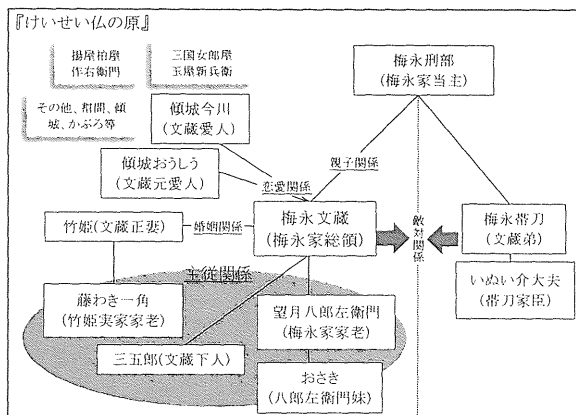 『けいせい仏の原』
揚屋柏屋
作右衛門
三国女郎屋
玉屋新兵衛
その他、相間、傾
城、かぶろ等
梅永刑部
(梅永家当主)
傾城今川
(文蔵愛人)
傾城おうしう
(文蔵元愛人)
恋愛関係
親子関係
竹姫(文蔵正妻)
婚姻関係
梅永文蔵
(梅永家総領)
敵対関係
梅永帯刀
(文蔵弟)
主従関係
いぬい介大夫
(帯刀家臣)
藤わき一角
(竹姫実家家老)
望月八郎左衛門
(梅永家家老)
三五郎(文蔵下人)
おさき
(八郎左衛門妹)